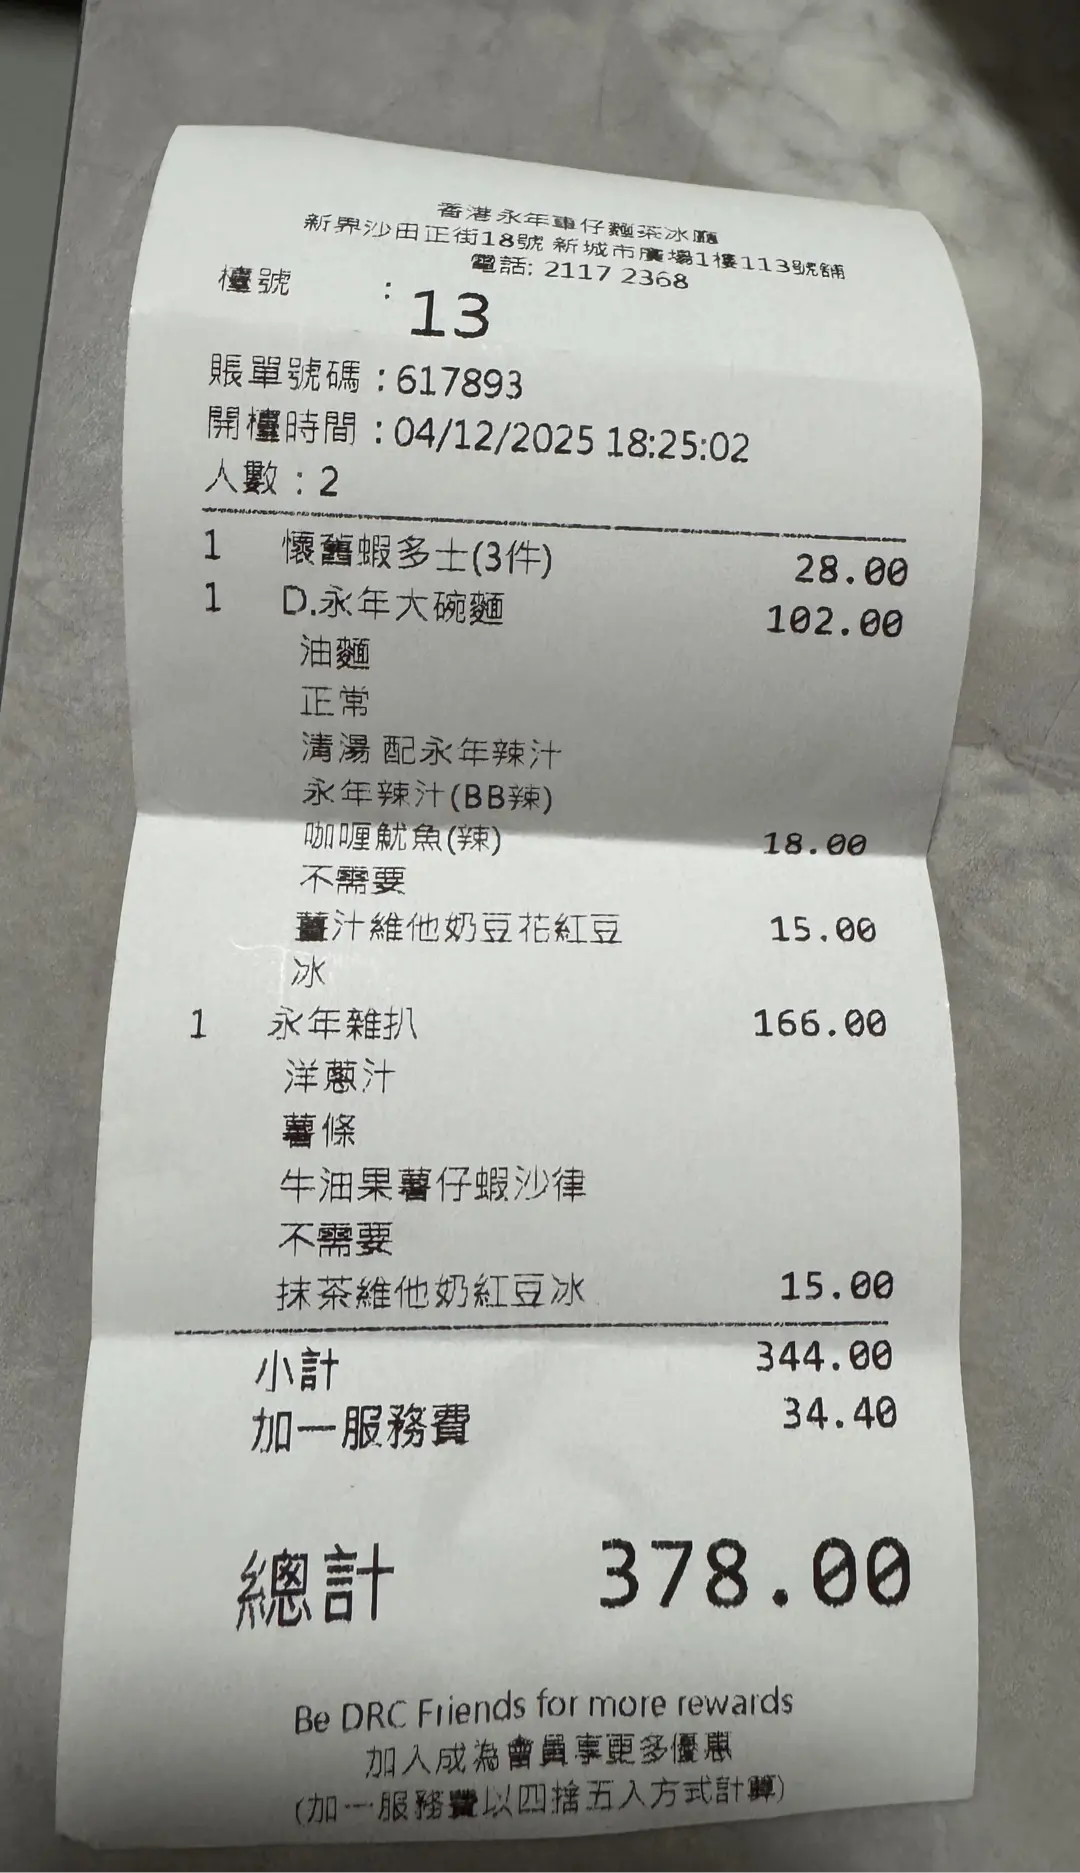 香港永年車仔麵茶冰廳
新界沙田正街18號 新城市廣場1樓113號舖
電話: 2117 2368
檯號 : 13
賬單號碼 : 617893
開檯時間 : 04/12/2025 18:25:02
人數 : 2
1 懷舊蝦多士(3件) 28.00
1 D.永年大碗麵 102.00
油麵
正常
清湯 配永年辣汁
永年辣汁(BB辣)
咖喱魷魚(辣) 18.00
不需要
薑汁維他奶豆花紅豆 15.00
冰
1 永年雜扒 166.00
洋蔥汁
薯條
牛油果薯仔蝦沙律
不需要
抹茶維他奶紅豆冰 15.00
小計 344.00
加一服務費 34.40
總計 378.00
Be DRC Friends for more rewards
加入成為會員享更多優惠
(加一服務費以四捨五入方式計算)